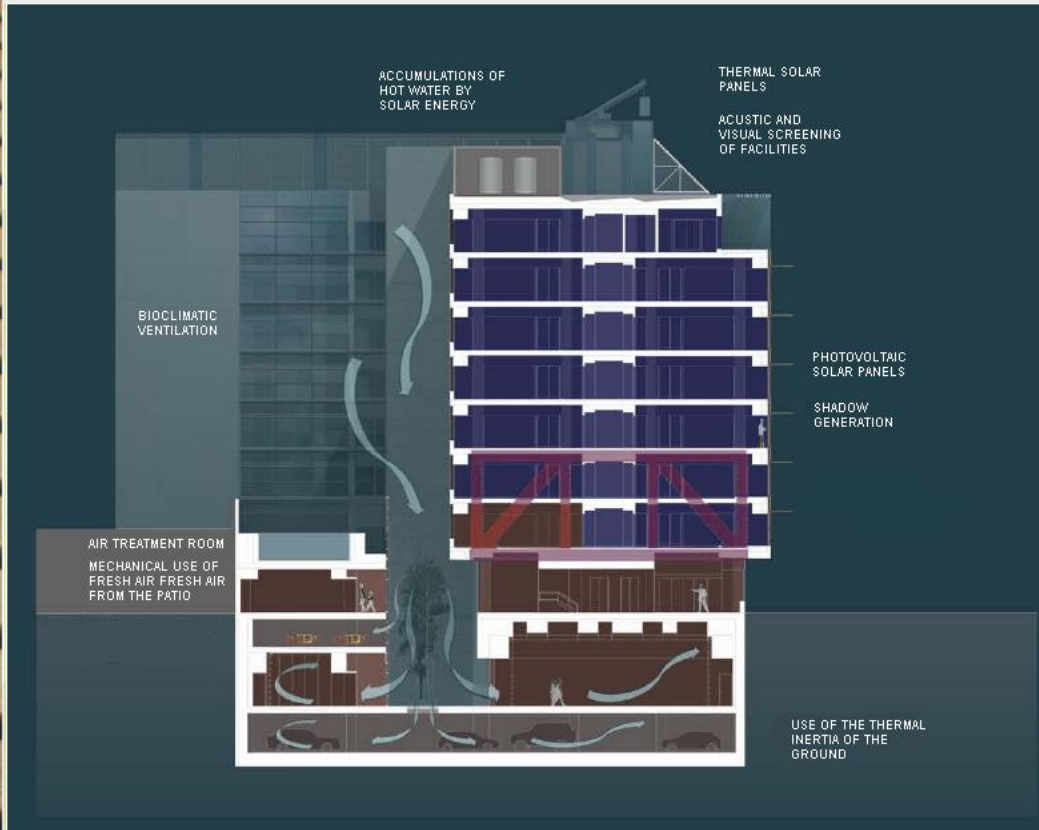 ACCUMULATIONS OF
HOT WATER BY
SOLAR ENERGY
THERMAL SOLAR
PANELS
ACUSTIC AND
VISUAL SCREENING
OF FACILITIES
BIOCLIMATIC
VENTILATION
PHOTOVOLTAIC
SOLAR PANELS
SHADOW
GENERATION
AIR TREATMENT ROOM
MECHANICAL USE OF
FRESH AIR FRESH AIR
FROM THE PATIO
USE OF THE THERMAL
INERTIA OF THE
GROUND